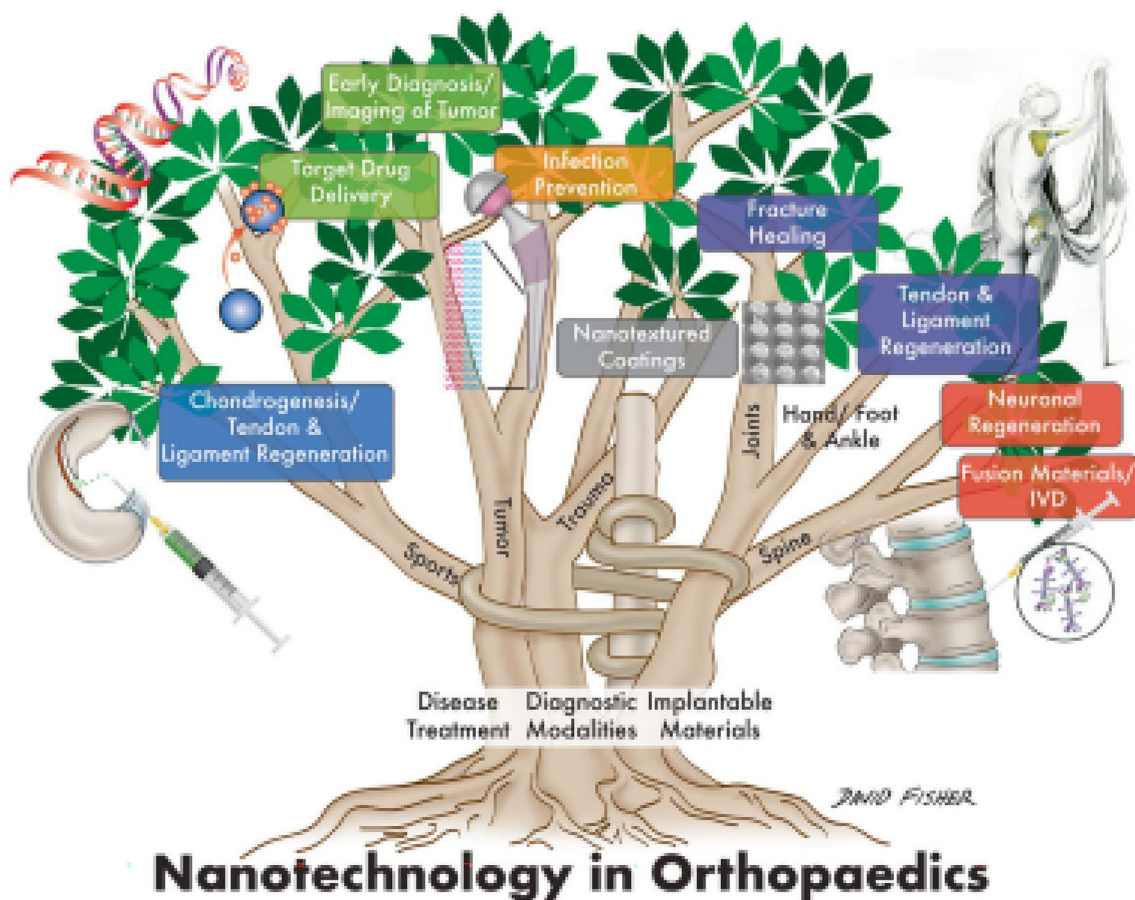 Early Diagnosis/
Imaging of Tumor
Target Drug
Delivery
Infection
Prevention
Fracture
Healing
Tendon &
Ligament
Regeneration
Nanotextured
Coatings
Chondrogenesis/
Tendon &
Ligament Regeneration
Hand/ Foot
& Ankle
Neuronal
Regeneration
Fusion Materials/
IVD
Sports
Tumor
Trauma
Joints
Spine
Disease
Treatment
Diagnostic
Modalities
Implantable
Materials
DAVID FISHER
Nanotechnology in Orthopaedics